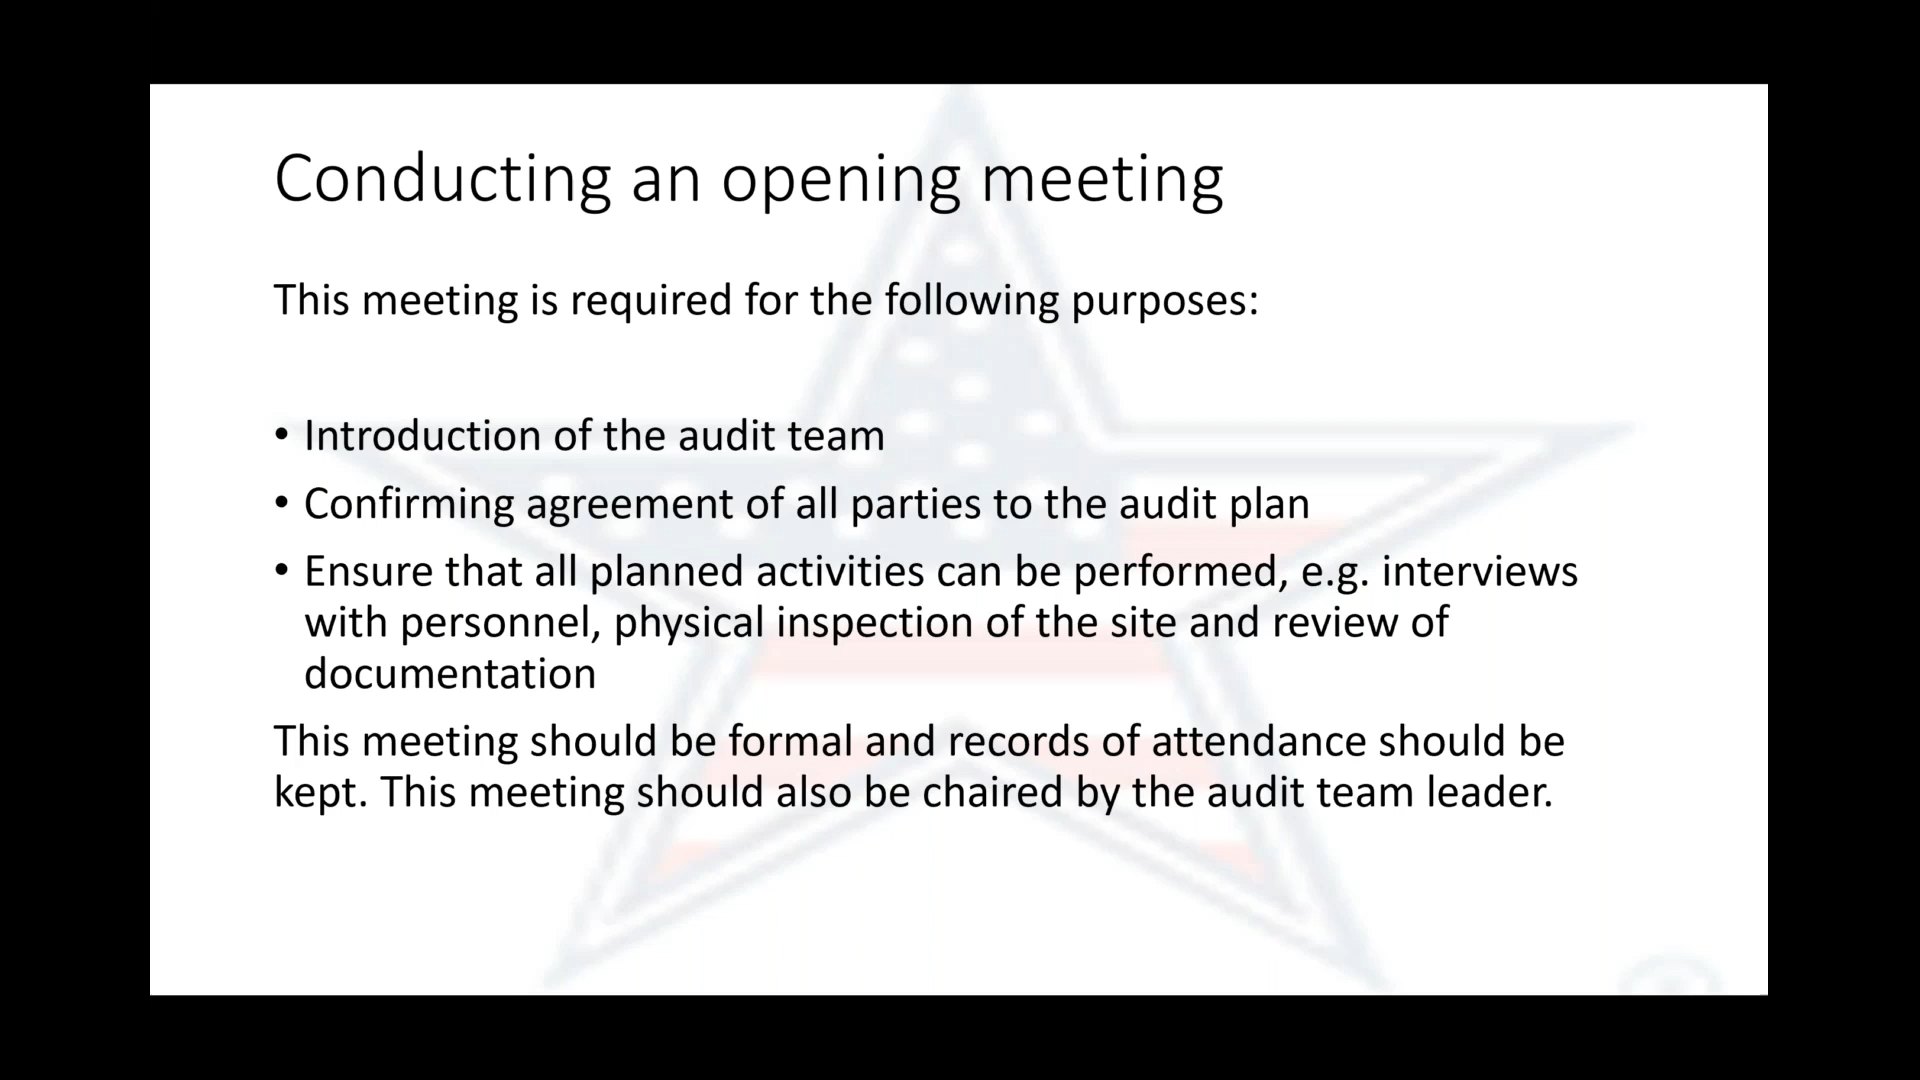 Conducting an opening meeting
This meeting is required for the following purposes:
• Introduction of the audit team
• Confirming agreement of all parties to the audit plan
• Ensure that all planned activities can be performed, e.g. interviews
with personnel, physical inspection of the site and review of
documentation
This meeting should be formal and records of attendance should be
kept. This meeting should also be chaired by the audit team leader.